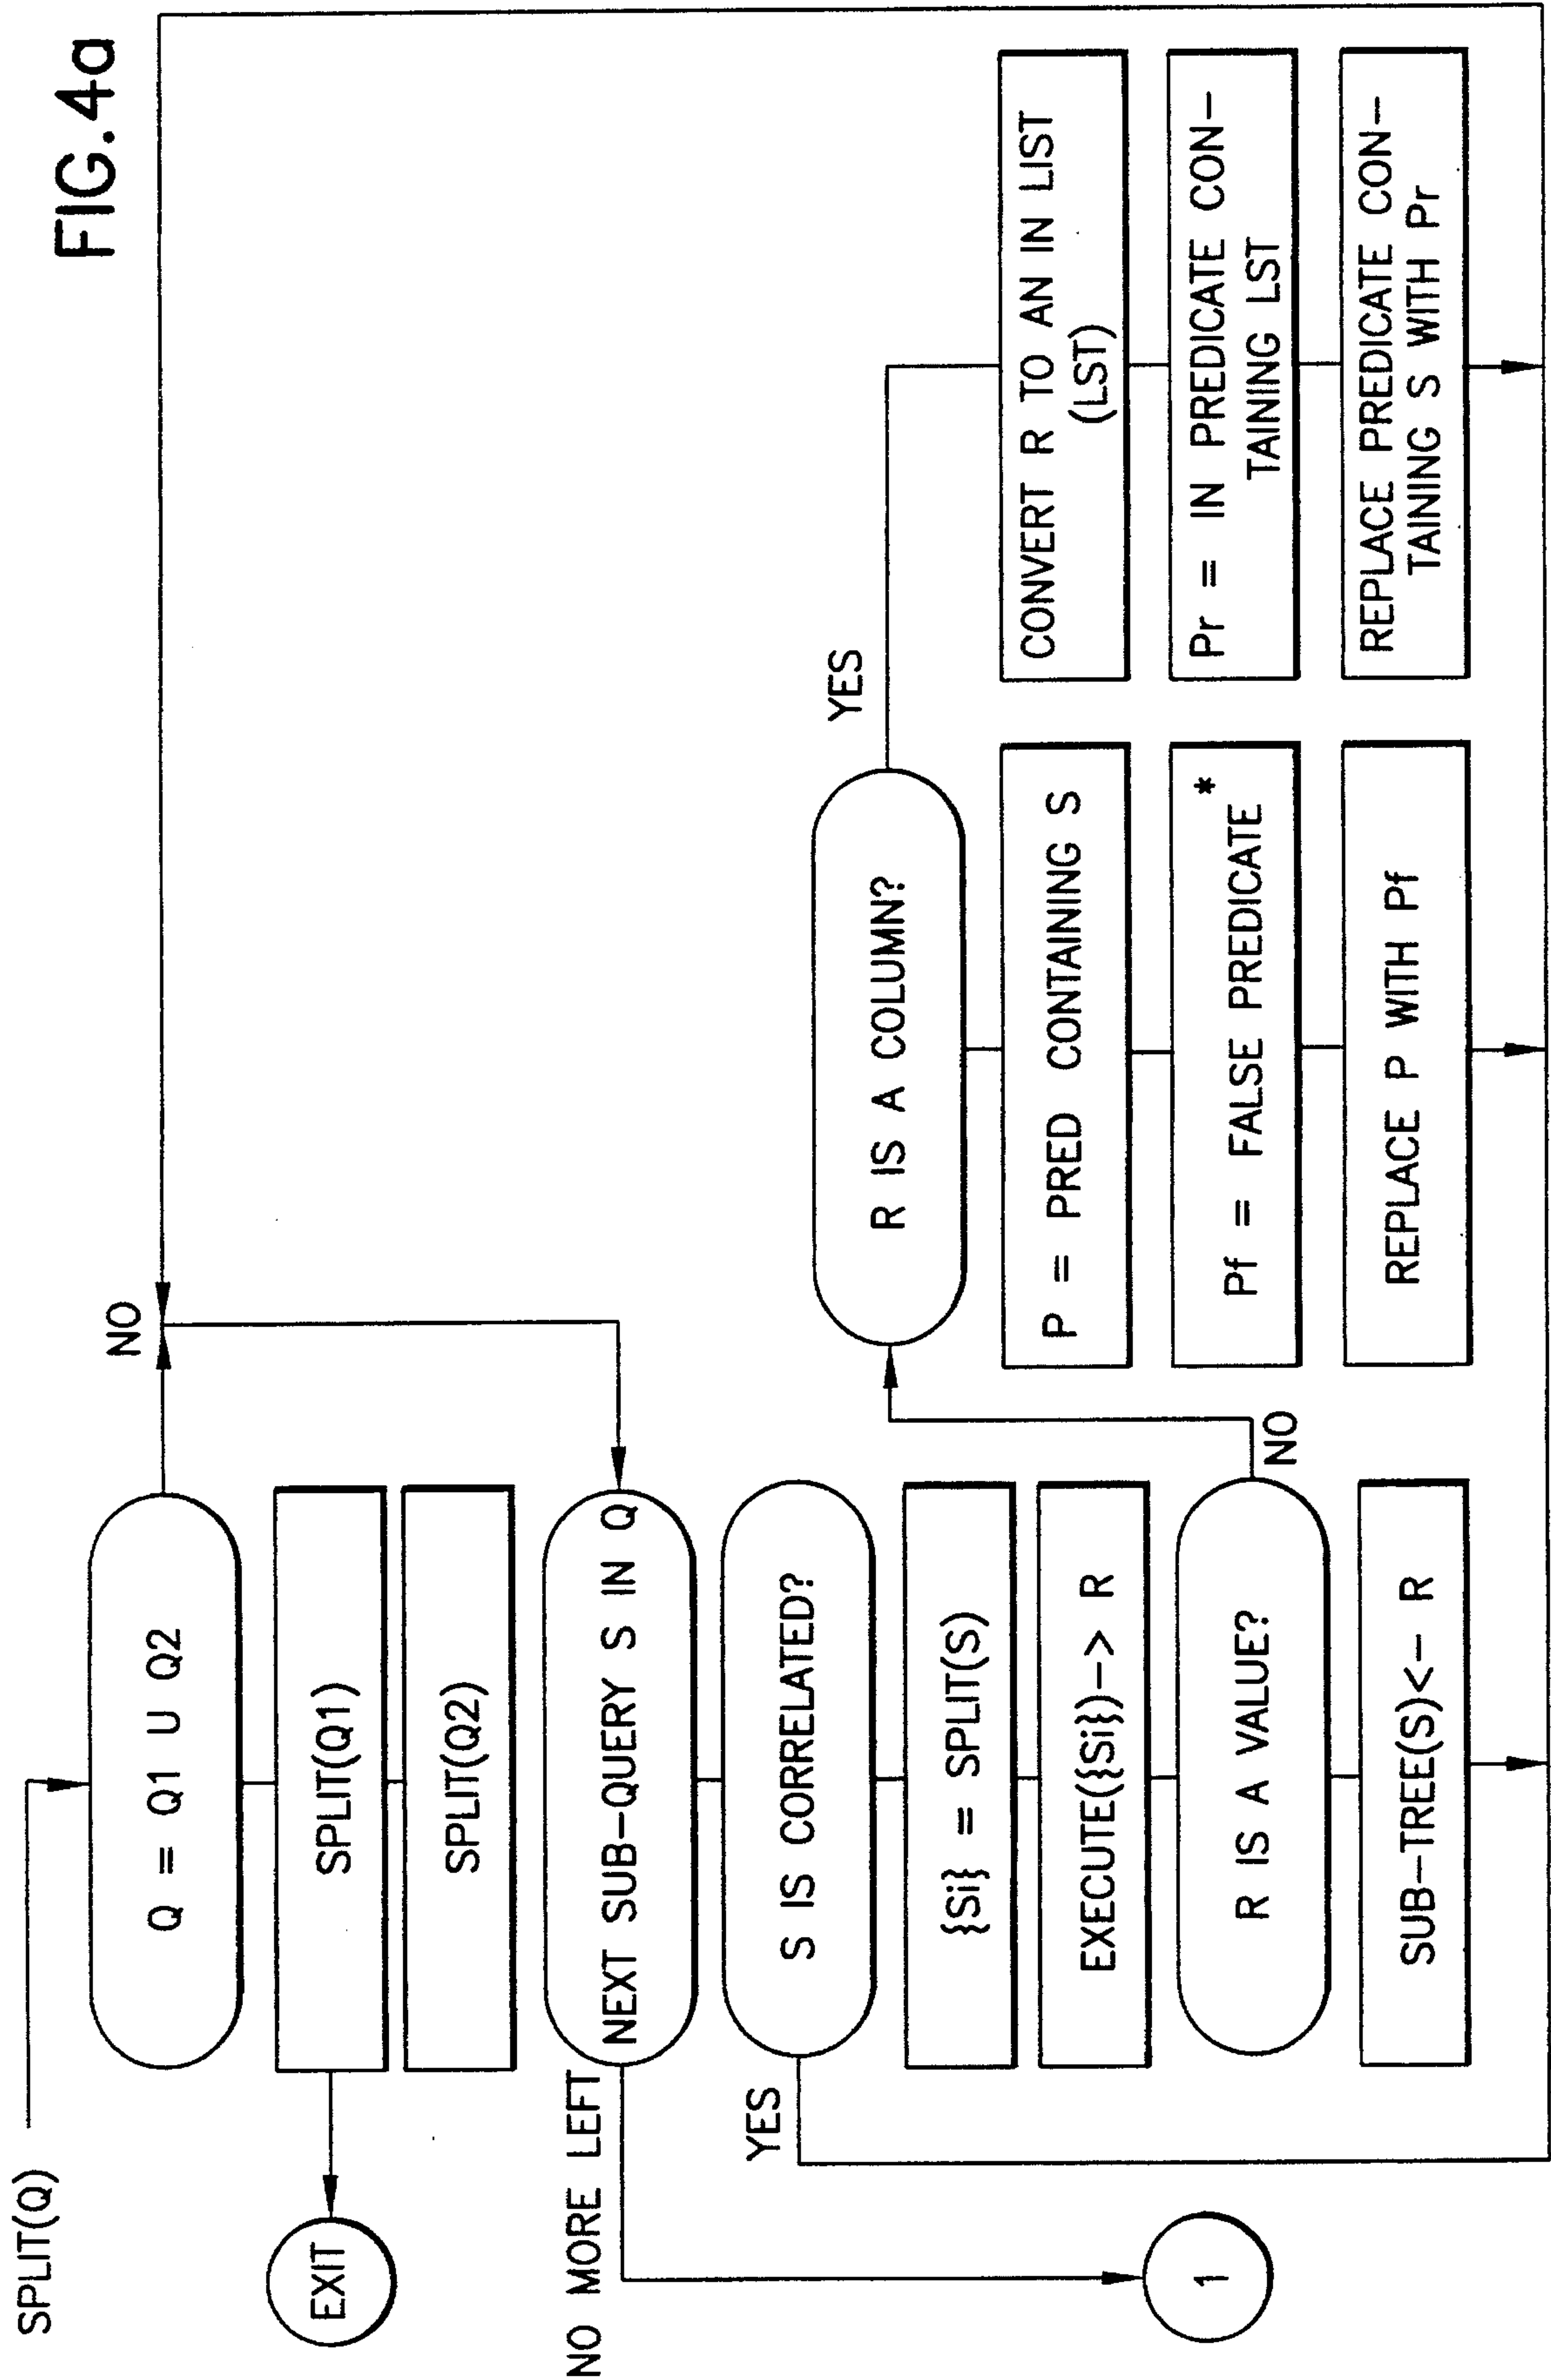 FIG.4a
SPLIT(Q)
Q = Q1 U Q2
NO
SPLIT(Q1)
EXIT
SPLIT(Q2)
NEXT SUB-QUERY S IN Q
NO MORE LEFT
1
S IS CORRELATED?
YES
{Si} = SPLIT(S)
EXECUTE({Si})-> R
R IS A VALUE?
NO
SUB-TREE(S)<- R
R IS A COLUMN?
YES
P = PRED CONTAINING S
Pf = FALSE PREDICATE *
REPLACE P WITH Pf
CONVERT R TO AN IN LIST
(LST)
Pr = IN PREDICATE CON-
TAINING LST
REPLACE PREDICATE CON-
TAINING S WITH Pr